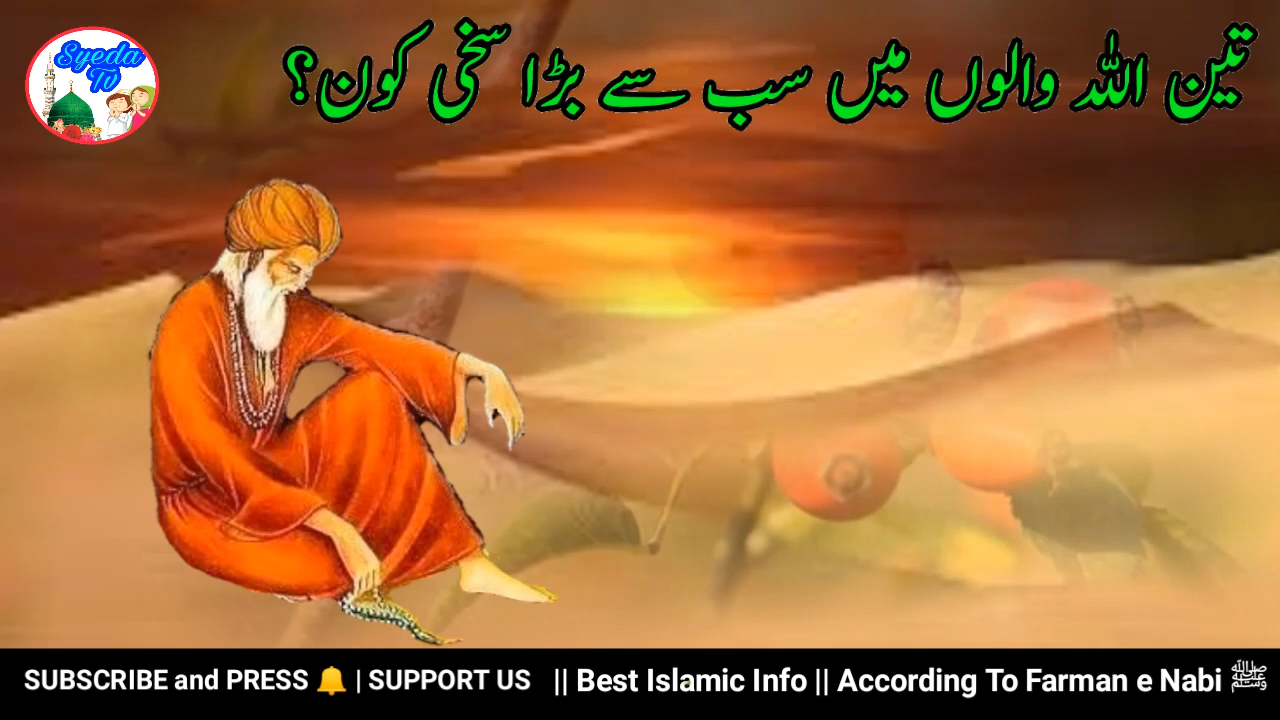 Syeda
Tv
تین اللہ والوں میں سب سے بڑا سخی کون؟
SUBSCRIBE and PRESS 🔔 | SUPPORT US || Best Islamic Info || According To Farman e Nabi ﷺ